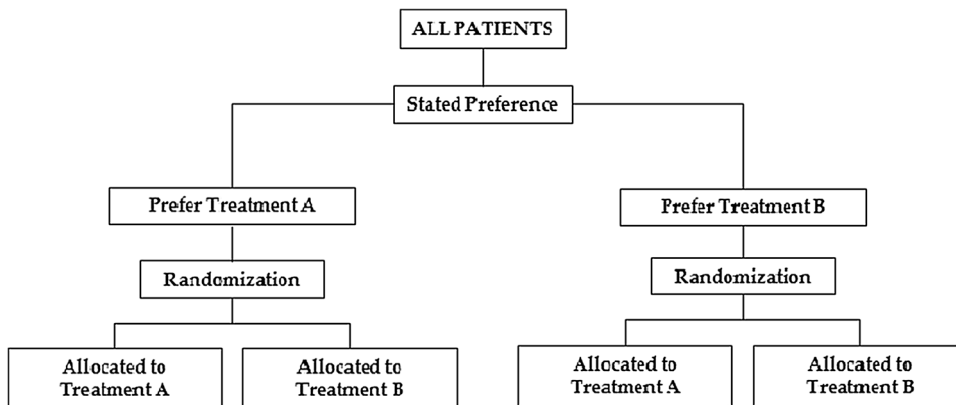 ALL PATIENTS
Stated Preference
Prefer Treatment A
Prefer Treatment B
Randomization
Randomization
Allocated to
Treatment A
Allocated to
Treatment B
Allocated to
Treatment A
Allocated to
Treatment B